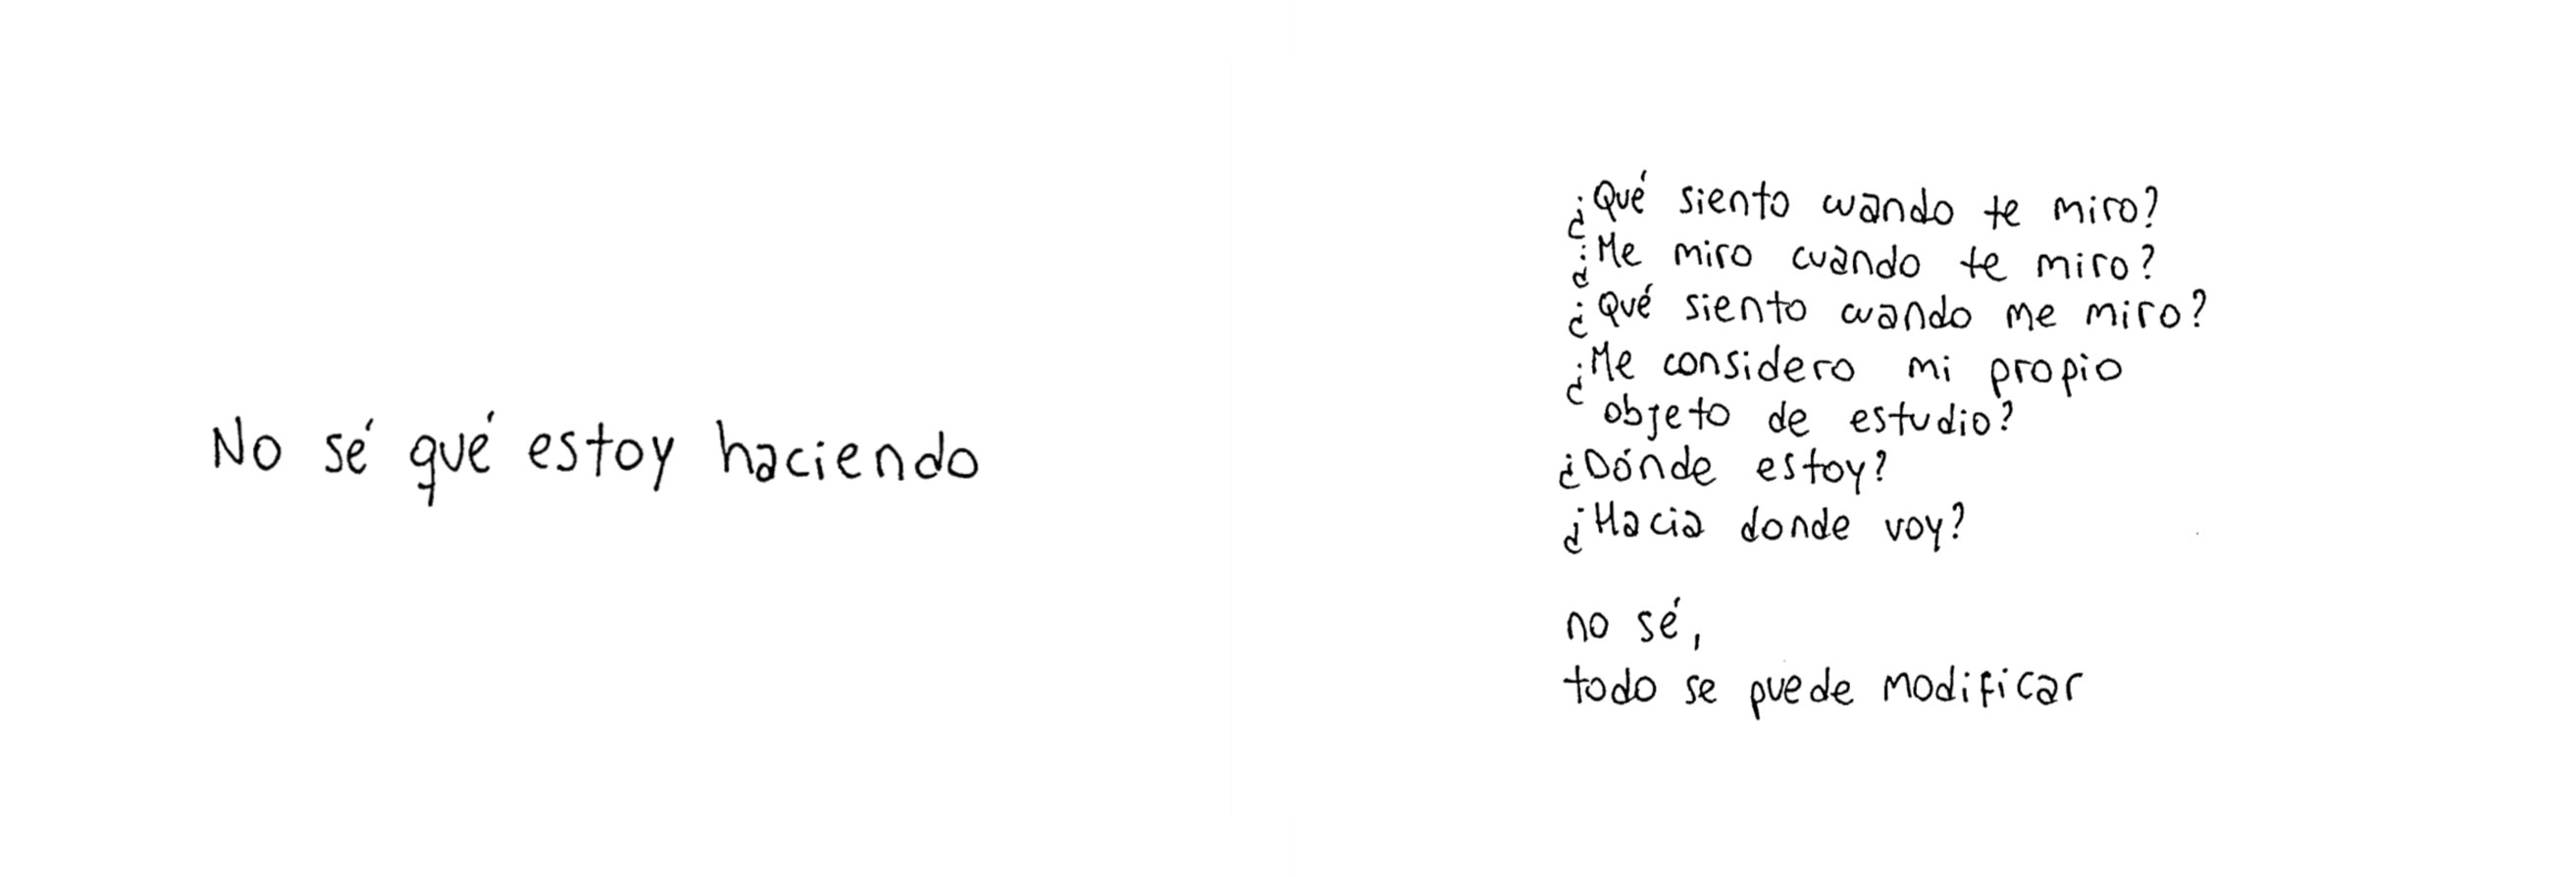 No sé qué estoy haciendo
¿Qué siento cuando te miro?
¿Me miro cuando te miro?
¿Qué siento cuando me miro?
¿Me considero mi propio
objeto de estudio?
¿Dónde estoy?
¿Hacia donde voy?
no sé,
todo se puede modificar